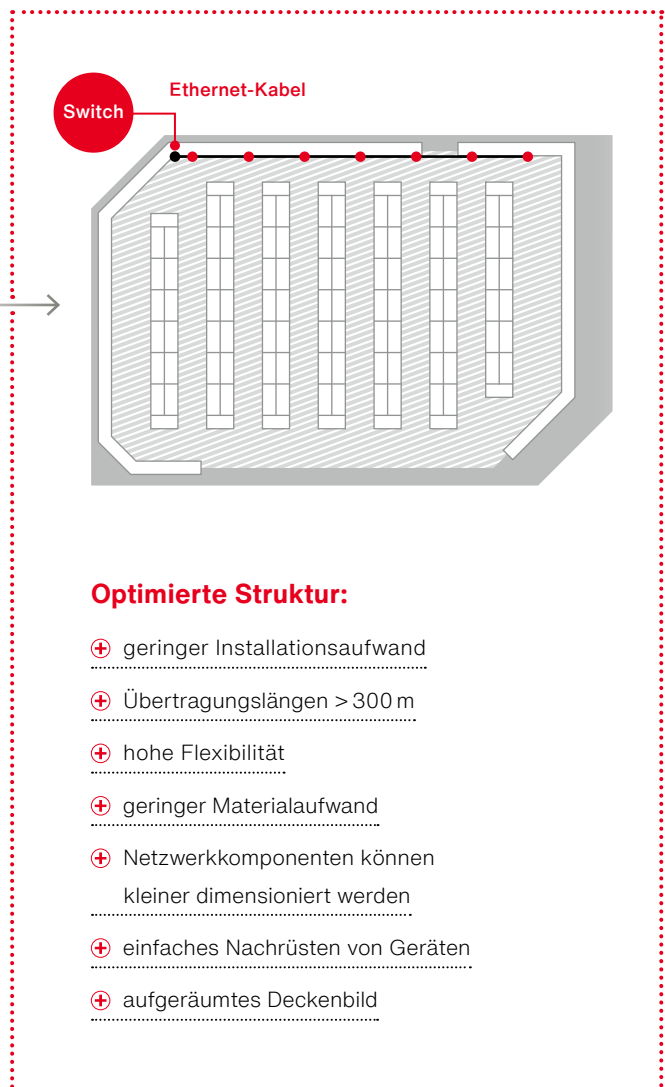 Ethernet-Kabel
Switch
Optimierte Struktur:
geringer Installationsaufwand
Übertragungslängen > 300 m
hohe Flexibilität
geringer Materialaufwand
Netzwerkkomponenten können
kleiner dimensioniert werden
einfaches Nachrüsten von Geräten
aufgeräumtes Deckenbild